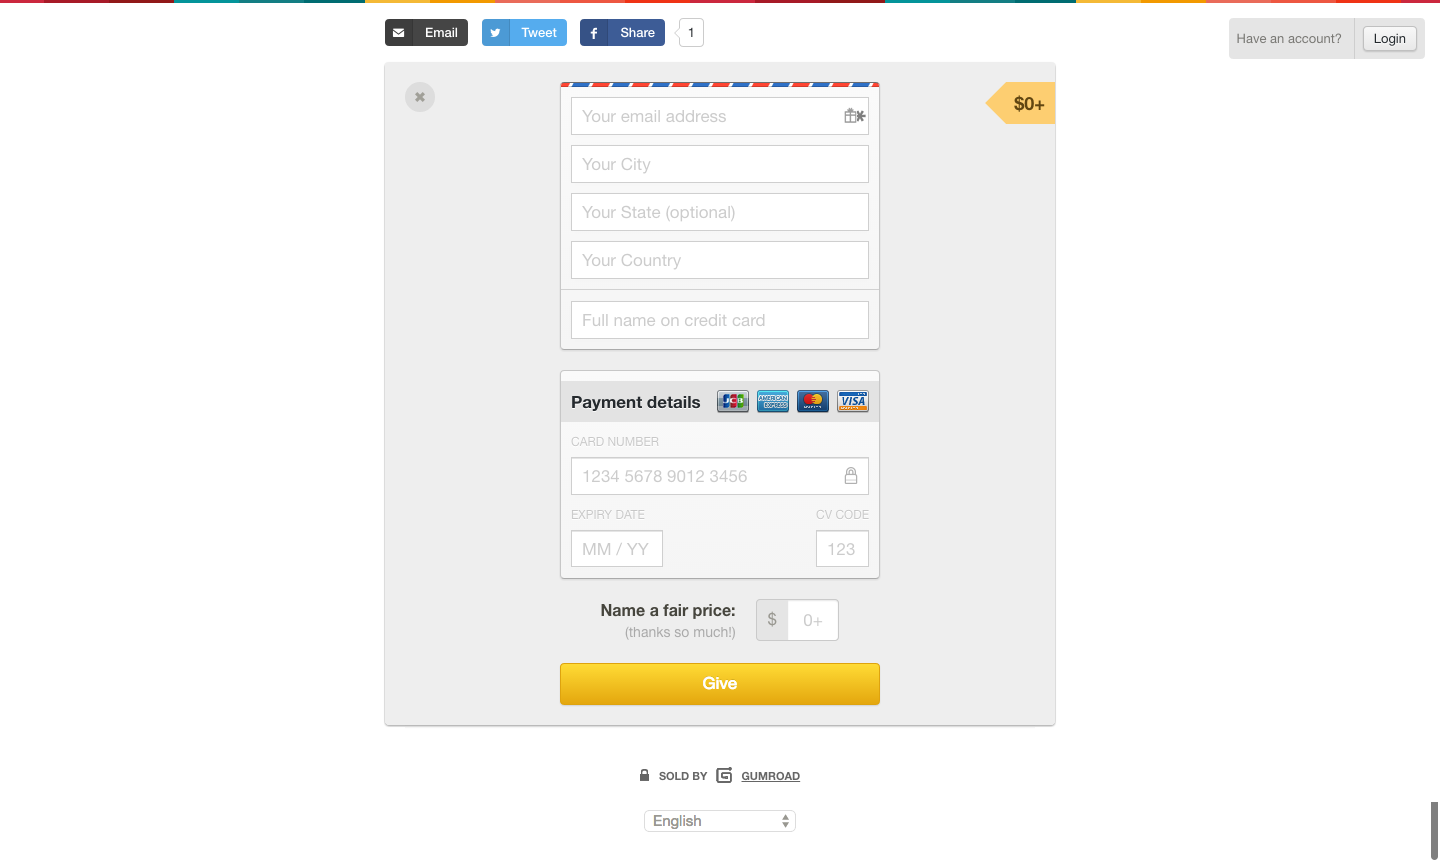 Email
Tweet
Share
1
Have an account?
Login
$0+
Your email address
Your City
Your State (optional)
Your Country
Full name on credit card
Payment details
JCB
AMERICAN EXPRESS
VISA
CARD NUMBER
1234 5678 9012 3456
EXPIRY DATE
CV CODE
MM / YY
123
Name a fair price:
(thanks so much!)
$
0+
Give
SOLD BY
GUMROAD
English